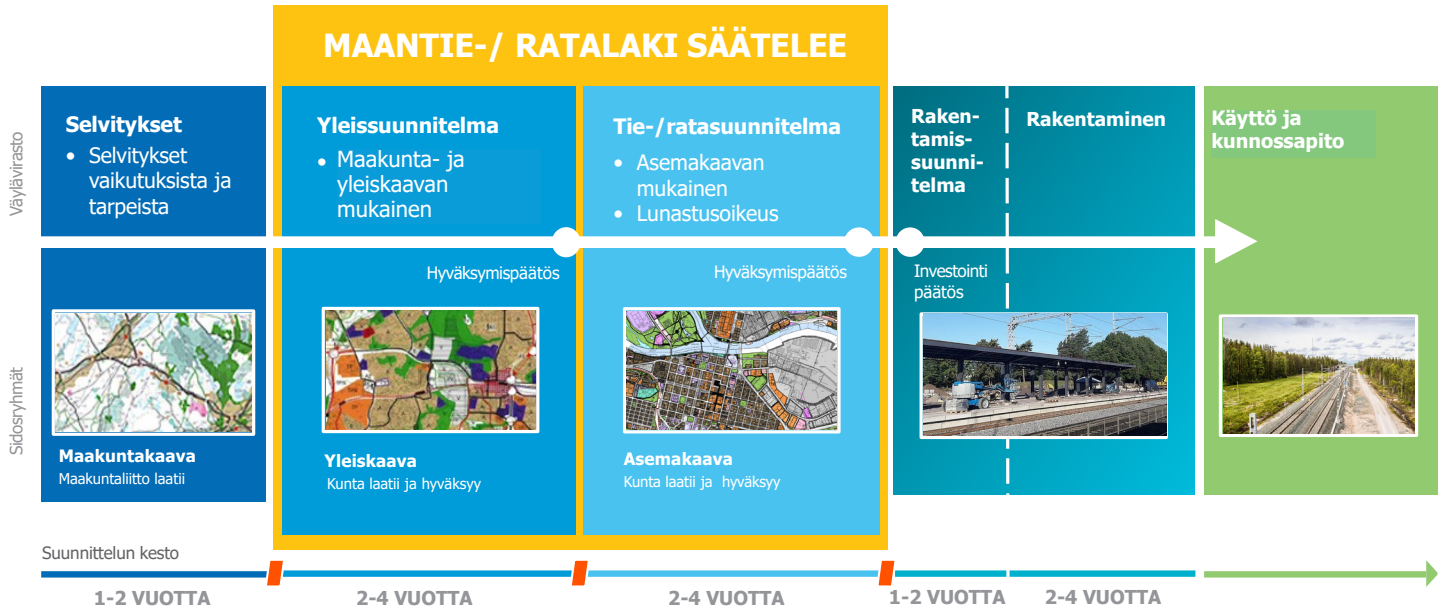 MAANTIE-/ RATALAKI SÄÄTELEE
Väylävirasto
Selvitykset
• Selvitykset
vaikutuksista ja
tarpeista
Yleissuunnitelma
• Maakunta- ja
yleiskaavan
mukainen
Tie-/ratasuunnitelma
• Asemakaavan
mukainen
• Lunastusoikeus
Raken-
tamis-
suunni-
telma
Rakentaminen
Käyttö ja
kunnossapito
Sidosryhmät
Hyväksymispäätös
Hyväksymispäätös
Investointi
päätös
Maakuntakaava
Maakuntaliitto laatii
Yleiskaava
Kunta laatii ja hyväksyy
Asemakaava
Kunta laatii ja hyväksyy
Suunnittelun kesto
1-2 VUOTTA
2-4 VUOTTA
2-4 VUOTTA
1-2 VUOTTA
2-4 VUOTTA